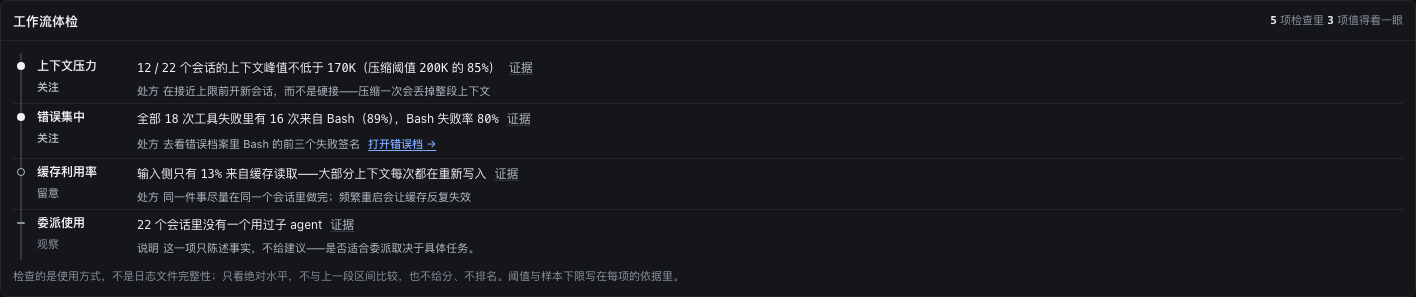 工作流体检
5 项检查里 3 项值得看一眼
上下文压力
12 / 22 个会话的上下文峰值不低于 170K（压缩阈值 200K 的 85%） 证据
关注
处方 在接近上限前开新会话，而不是硬接——压缩一次会丢掉整段上下文
错误集中
全部 18 次工具失败里有 16 次来自 Bash（89%），Bash 失败率 80% 证据
关注
处方 去看错误档案里 Bash 的前三个失败签名 打开错误档 →
缓存利用率
输入侧只有 13% 来自缓存读取——大部分上下文每次都在重新写入 证据
留意
处方 同一件事尽量在同一个会话里做完；频繁重启会让缓存反复失效
委派使用
22 个会话里没有一个用过子 agent 证据
观察
说明 这一项只陈述事实，不给建议——是否适合委派取决于具体任务。
检查的是使用方式，不是日志文件完整性；只看绝对水平，不与上一段区间比较，也不给分、不排名。阈值与样本下限写在每项的依据里。